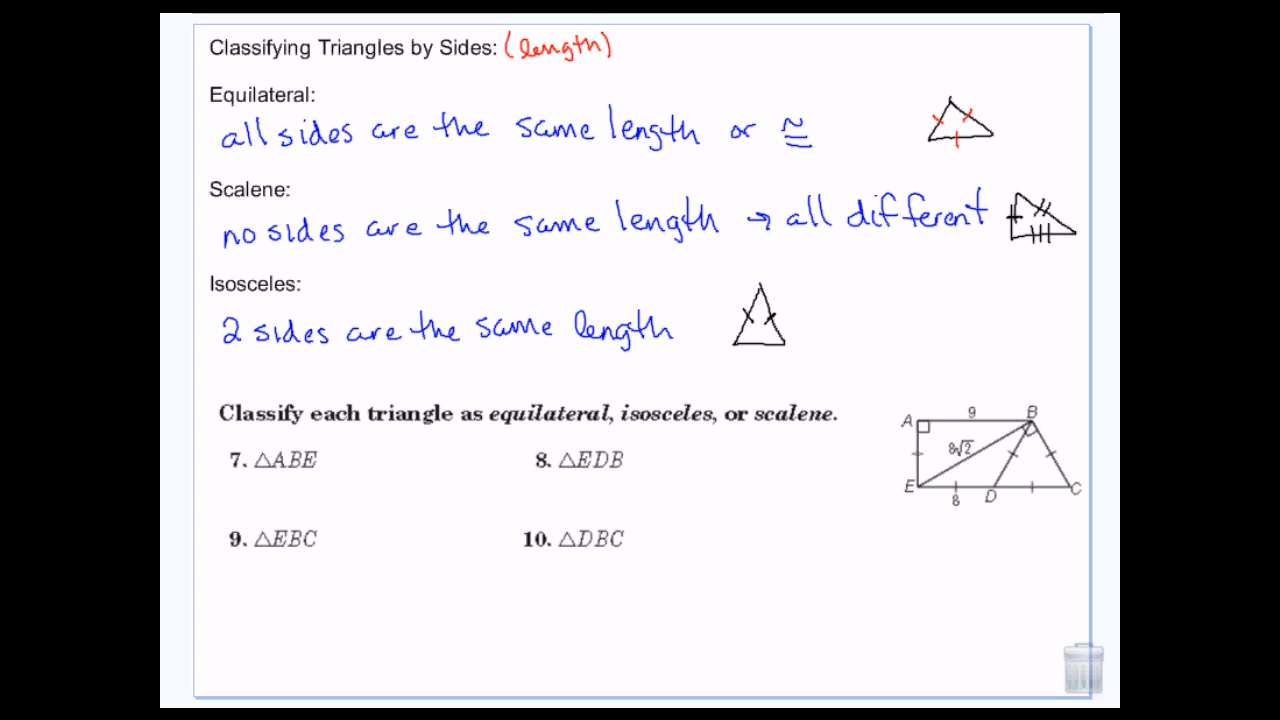 Classifying Triangles by Sides: (length)
Equilateral:
all sides are the same length or ≅
Scalene:
no sides are the same length → all different
Isosceles:
2 sides are the same length
Classify each triangle as equilateral, isosceles, or scalene.
7. △ABE 8. △EDB
9. △EBC 10. △DBC
A 9 B
8√2
E 8 D C